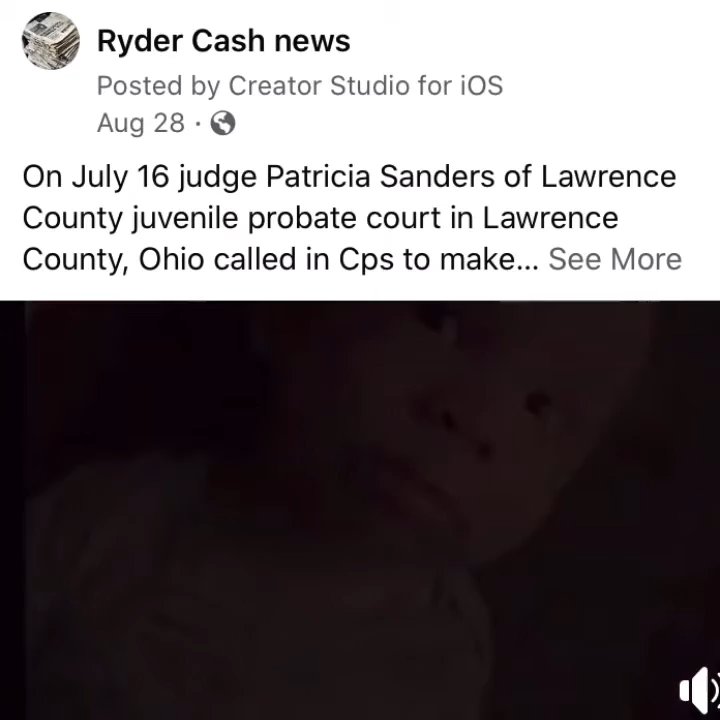 Ryder Cash news
Posted by Creator Studio for iOS
Aug 28 ·
On July 16 judge Patricia Sanders of Lawrence
County juvenile probate court in Lawrence
County, Ohio called in Cps to make... See More